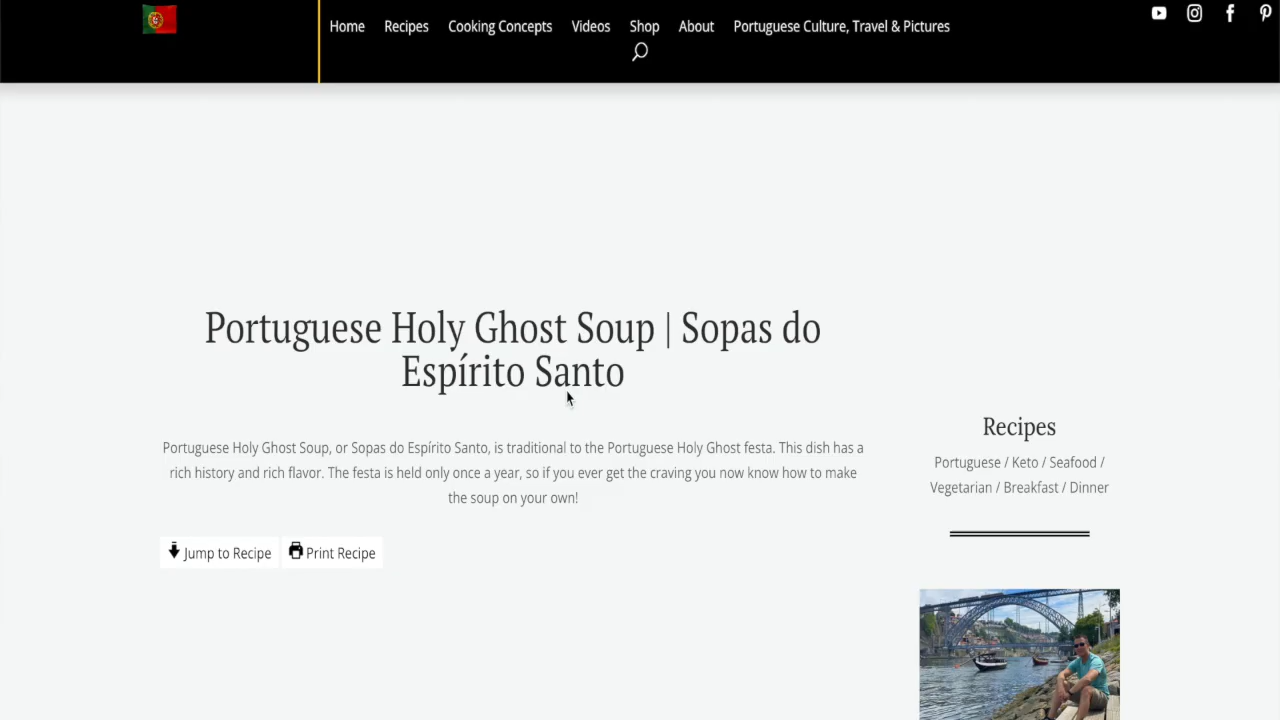 Home Recipes Cooking Concepts Videos Shop About Portuguese Culture, Travel & Pictures
Portuguese Holy Ghost Soup | Sopas do
Espírito Santo
Portuguese Holy Ghost Soup, or Sopas do Espírito Santo, is traditional to the Portuguese Holy Ghost festa. This dish has a
rich history and rich flavor. The festa is held only once a year, so if you ever get the craving you now know how to make
the soup on your own!
Jump to Recipe Print Recipe
Recipes
Portuguese / Keto / Seafood /
Vegetarian / Breakfast / Dinner